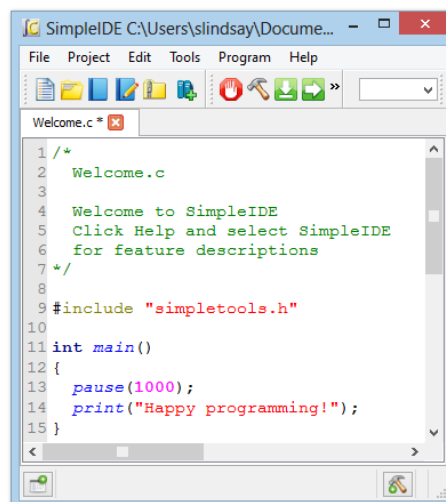 SimpleIDE C:\Users\slindsay\Docume...
File Project Edit Tools Program Help
»
Welcome.c *
1 /*
2 Welcome.c
3
4 Welcome to SimpleIDE
5 Click Help and select SimpleIDE
6 for feature descriptions
7 */
8
9 #include "simpletools.h"
10
11 int main()
12 {
13 pause(1000);
14 print("Happy programming!");
15 }